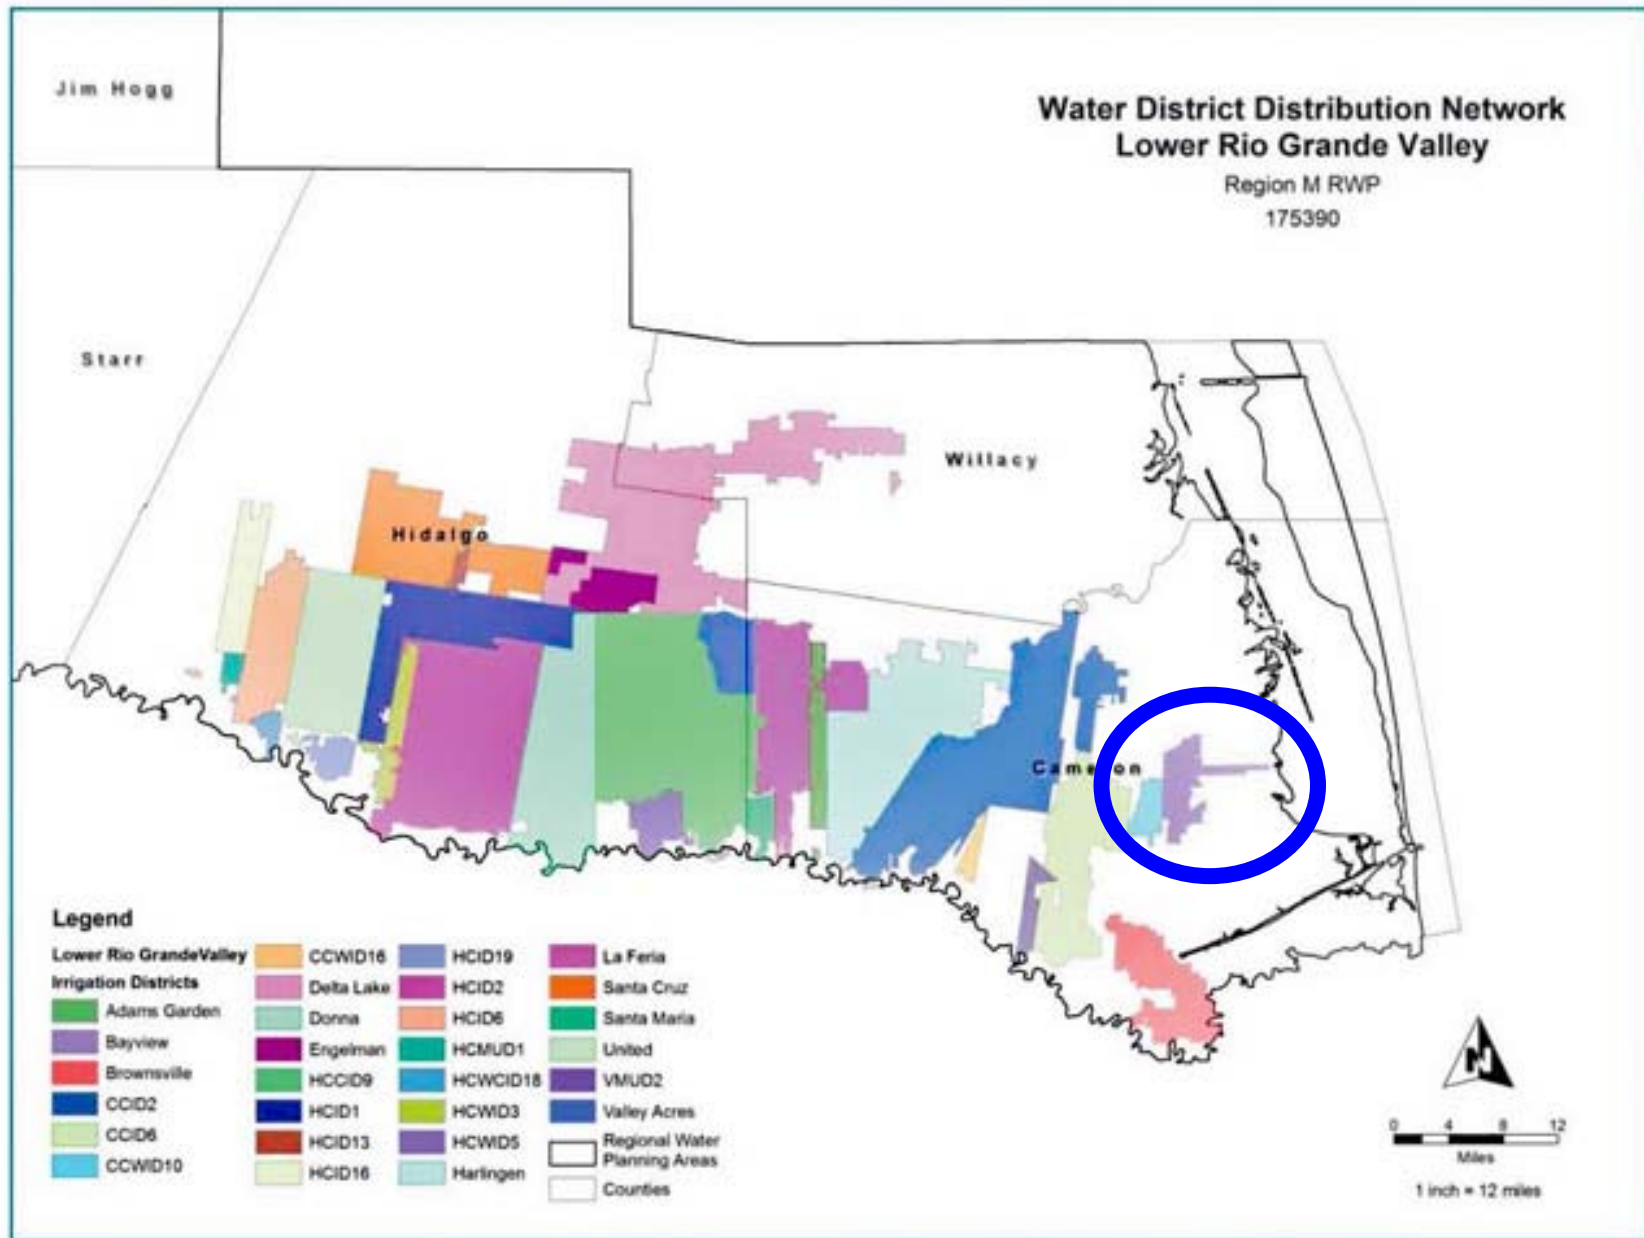 Jim Hogg
Water District Distribution Network
Lower Rio Grande Valley
Region M RWP
175390
Starr
Willacy
Hidalgo
Cameron
Legend
Lower Rio GrandeValley
Irrigation Districts
Adams Garden
Bayview
Brownsville
CCID2
CCID6
CCWID10
CCWID16
Delta Lake
Donna
Engelman
HCCID9
HCID1
HCID13
HCID16
HCID19
HCID2
HCID6
HCMUD1
HCWCID18
HCWID3
HCWID5
Harlingen
La Feria
Santa Cruz
Santa Maria
United
VMUD2
Valley Acres
Regional Water
Planning Areas
Counties
N
0 4 8 12
Miles
1 inch = 12 miles